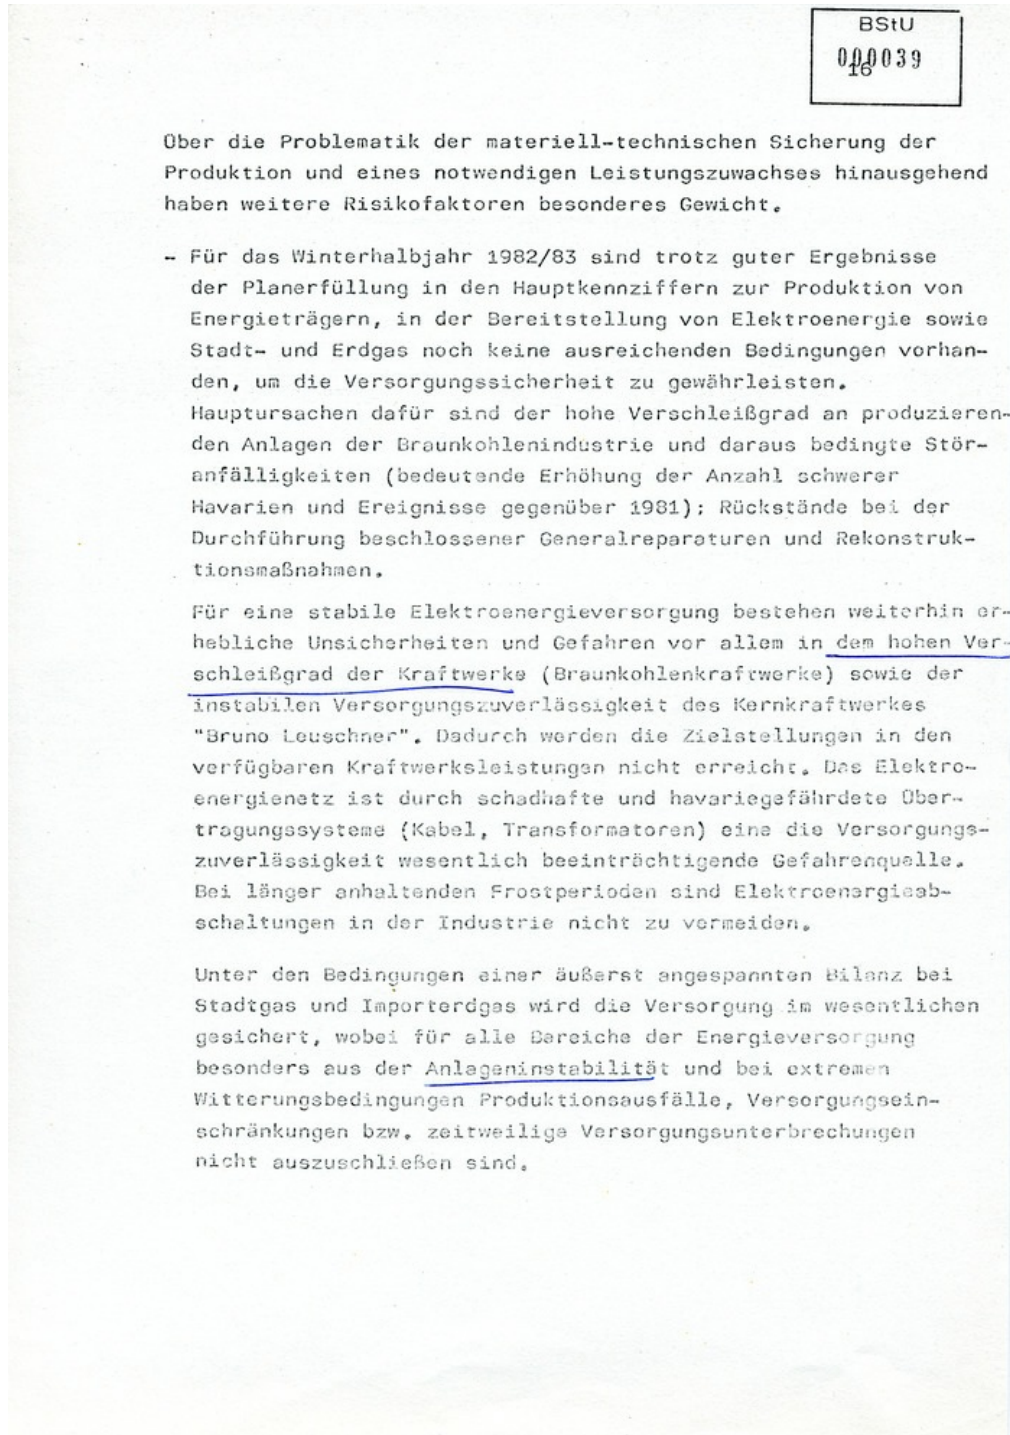 BStU
000039
16
Über die Problematik der materiell-technischen Sicherung der
Produktion und eines notwendigen Leistungszuwachses hinausgehend
haben weitere Risikofaktoren besonderes Gewicht.
- Für das Winterhalbjahr 1982/83 sind trotz guter Ergebnisse
der Planerfüllung in den Hauptkennziffern zur Produktion von
Energieträgern, in der Bereitstellung von Elektroenergie sowie
Stadt- und Erdgas noch keine ausreichenden Bedingungen vorhan-
den, um die Versorgungssicherheit zu gewährleisten.
Hauptursachen dafür sind der hohe Verschleißgrad an produzieren-
den Anlagen der Braunkohlenindustrie und daraus bedingte Stör-
anfälligkeiten (bedeutende Erhöhung der Anzahl schwerer
Havarien und Ereignisse gegenüber 1981); Rückstände bei der
Durchführung beschlossener Generalreparaturen und Rekonstruk-
tionsmaßnahmen.
Für eine stabile Elektroenergieversorgung bestehen weiterhin er-
hebliche Unsicherheiten und Gefahren vor allem in dem hohen Ver-
schleißgrad der Kraftwerke (Braunkohlenkraftwerke) sowie der
instabilen Versorgungszuverlässigkeit des Kernkraftwerkes
"Bruno Leuschner". Dadurch werden die Zielstellungen in den
verfügbaren Kraftwerksleistungen nicht erreicht. Das Elektro-
energienetz ist durch schadhafte und havariegefährdete Über-
tragungssysteme (Kabel, Transformatoren) eine die Versorgungs-
zuverlässigkeit wesentlich beeinträchtigende Gefahrenquelle.
Bei länger anhaltenden Frostperioden sind Elektroenergieab-
schaltungen in der Industrie nicht zu vermeiden.
Unter den Bedingungen einer äußerst angespannten Bilanz bei
Stadtgas und Importerdgas wird die Versorgung im wesentlichen
gesichert, wobei für alle Bereiche der Energieversorgung
besonders aus der Anlageninstabilität und bei extremen
Witterungsbedingungen Produktionsausfälle, Versorgungsein-
schränkungen bzw. zeitweilige Versorgungsunterbrechungen
nicht auszuschließen sind.